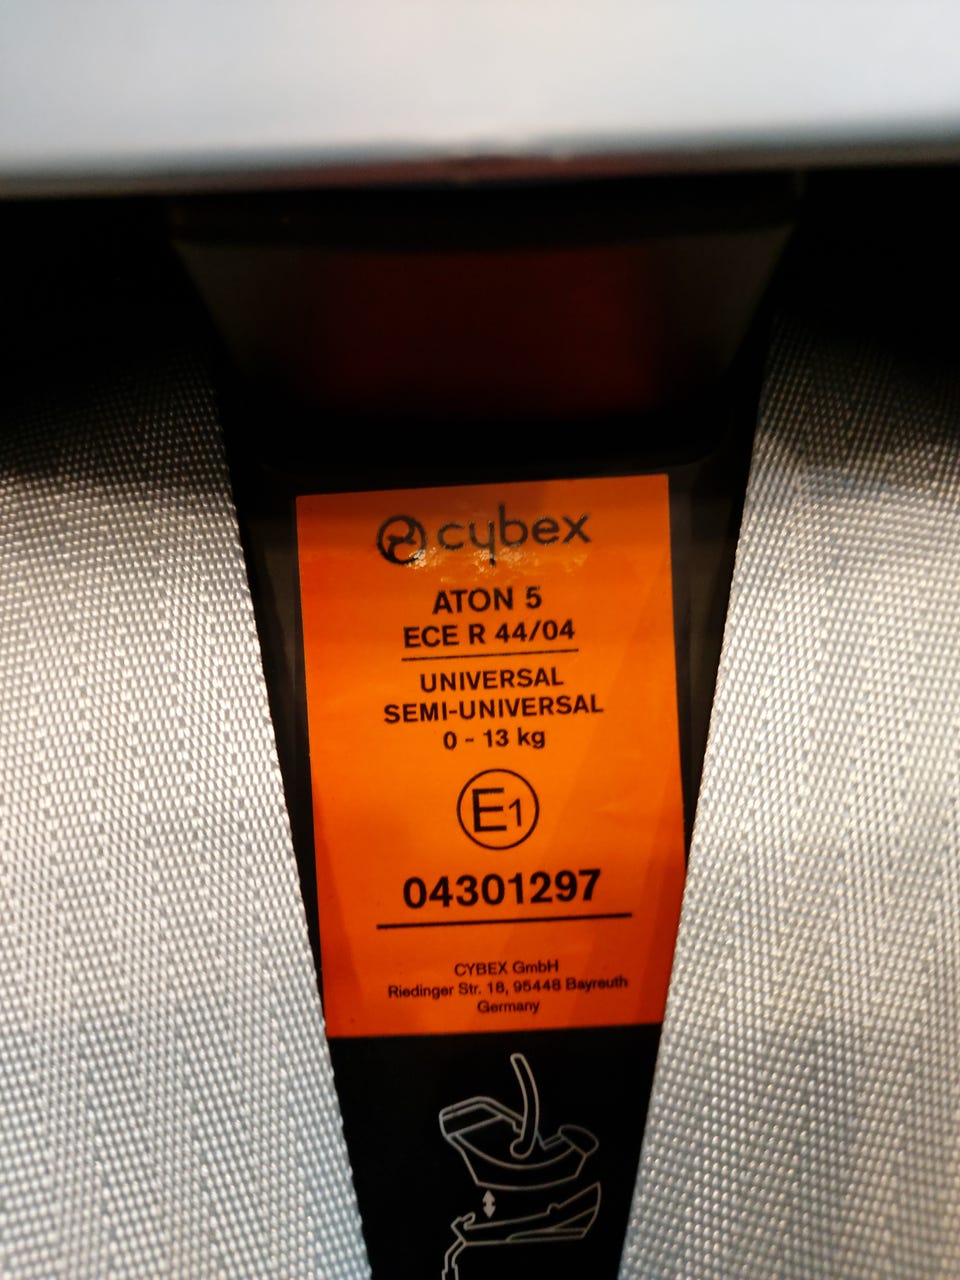 cybex
ATON 5
ECE R 44/04
UNIVERSAL
SEMI-UNIVERSAL
0 - 13 kg
E1
04301297
CYBEX GmbH
Riedinger Str. 18, 95448 Bayreuth
Germany